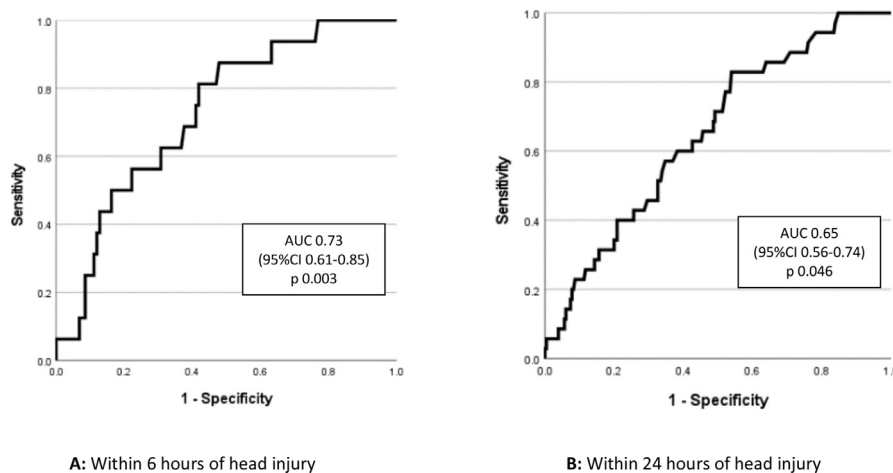 1.0
0.8
0.6
0.4
0.2
0.0
Sensitivity
0.0 0.2 0.4 0.6 0.8 1.0
1 - Specificity
AUC 0.73
(95%CI 0.61-0.85)
p 0.003
A: Within 6 hours of head injury
1.0
0.8
0.6
0.4
0.2
0.0
Sensitivity
0.0 0.2 0.4 0.6 0.8 1.0
1 - Specificity
AUC 0.65
(95%CI 0.56-0.74)
p 0.046
B: Within 24 hours of head injury